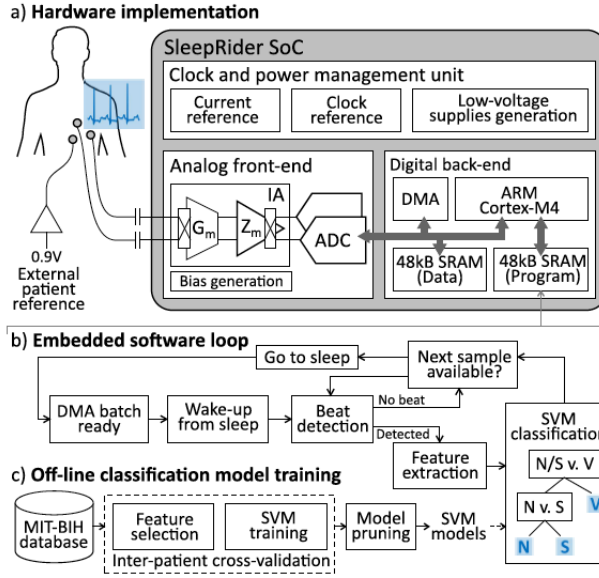 a) Hardware implementation
SleepRider SoC
Clock and power management unit
Current
reference
Clock
reference
Low-voltage
supplies generation
Analog front-end
IA
Gm
Zm
ADC
Bias generation
Digital back-end
DMA
ARM
Cortex-M4
48kB SRAM
(Data)
48kB SRAM
(Program)
0.9V
External
patient
reference
b) Embedded software loop
Go to sleep
Next sample
available?
DMA batch
ready
Wake-up
from sleep
Beat
detection
No beat
Detected
Feature
extraction
SVM
classification
N/S v. V
V
N v. S
N
S
c) Off-line classification model training
MIT-BIH
database
Feature
selection
SVM
training
Inter-patient cross-validation
Model
pruning
SVM
models